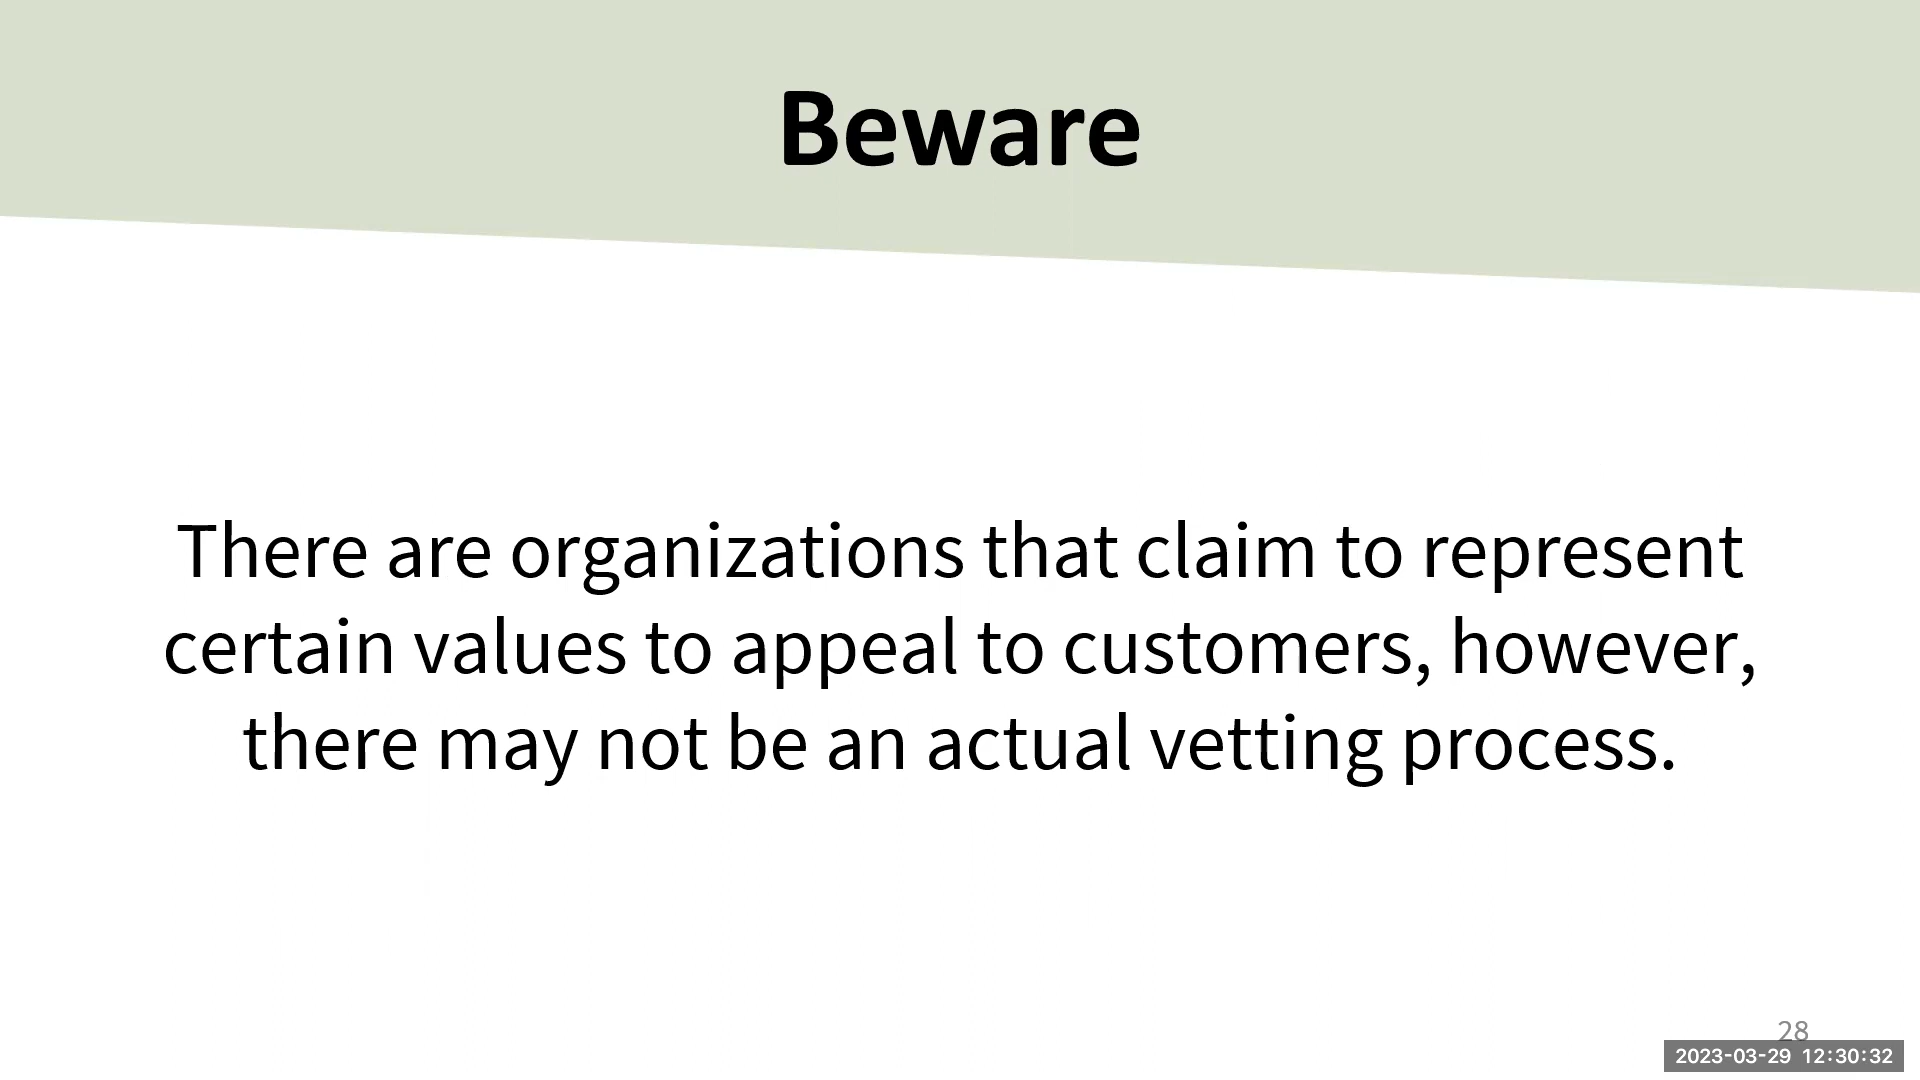 Beware
There are organizations that claim to represent
certain values to appeal to customers, however,
there may not be an actual vetting process.
28
2023-03-29 12:30:32